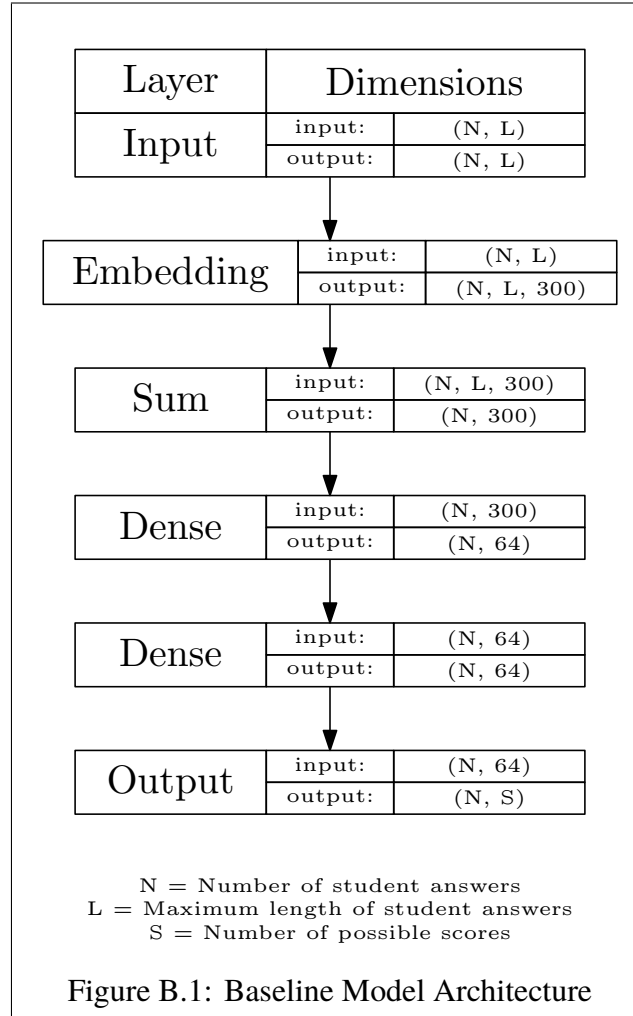 Layer Dimensions
Input input: (N, L)
output: (N, L)
Embedding input: (N, L)
output: (N, L, 300)
Sum input: (N, L, 300)
output: (N, 300)
Dense input: (N, 300)
output: (N, 64)
Dense input: (N, 64)
output: (N, 64)
Output input: (N, 64)
output: (N, S)
N = Number of student answers
L = Maximum length of student answers
S = Number of possible scores
Figure B.1: Baseline Model Architecture